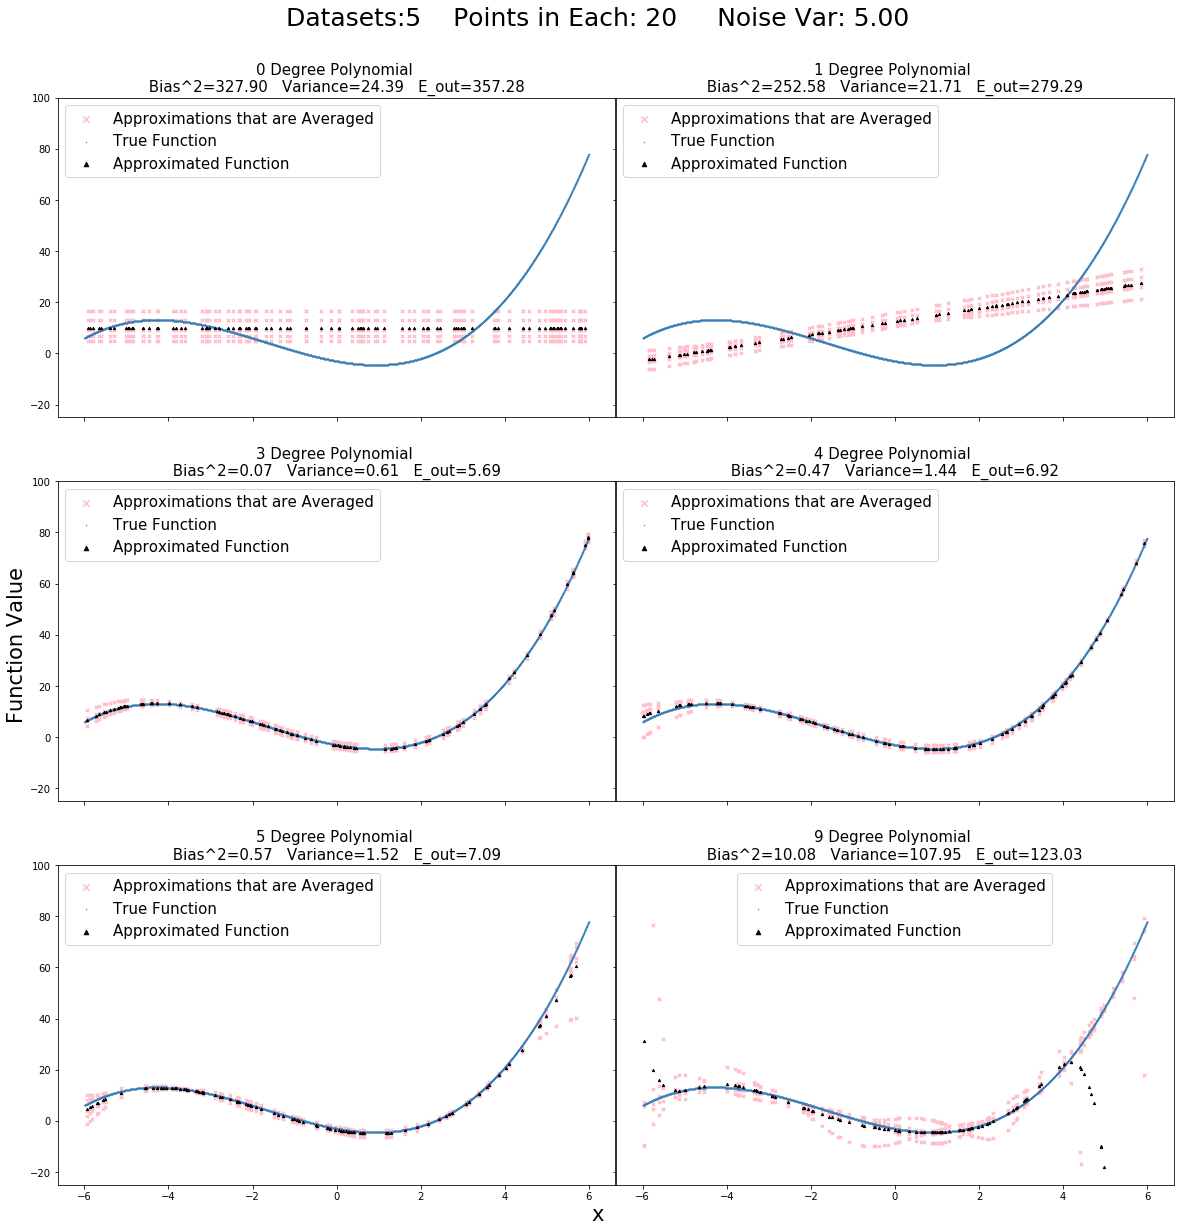 Datasets:5 Points in Each: 20 Noise Var: 5.00
0 Degree Polynomial
Bias^2=327.90 Variance=24.39 E_out=357.28
100
80
60
40
20
0
−20
Approximations that are Averaged
True Function
Approximated Function
1 Degree Polynomial
Bias^2=252.58 Variance=21.71 E_out=279.29
Approximations that are Averaged
True Function
Approximated Function
Function Value
3 Degree Polynomial
Bias^2=0.07 Variance=0.61 E_out=5.69
100
80
60
40
20
0
−20
Approximations that are Averaged
True Function
Approximated Function
4 Degree Polynomial
Bias^2=0.47 Variance=1.44 E_out=6.92
Approximations that are Averaged
True Function
Approximated Function
5 Degree Polynomial
Bias^2=0.57 Variance=1.52 E_out=7.09
100
80
60
40
20
0
−20
Approximations that are Averaged
True Function
Approximated Function
−6 −4 −2 0 2 4 6
9 Degree Polynomial
Bias^2=10.08 Variance=107.95 E_out=123.03
Approximations that are Averaged
True Function
Approximated Function
−6 −4 −2 0 2 4 6
x